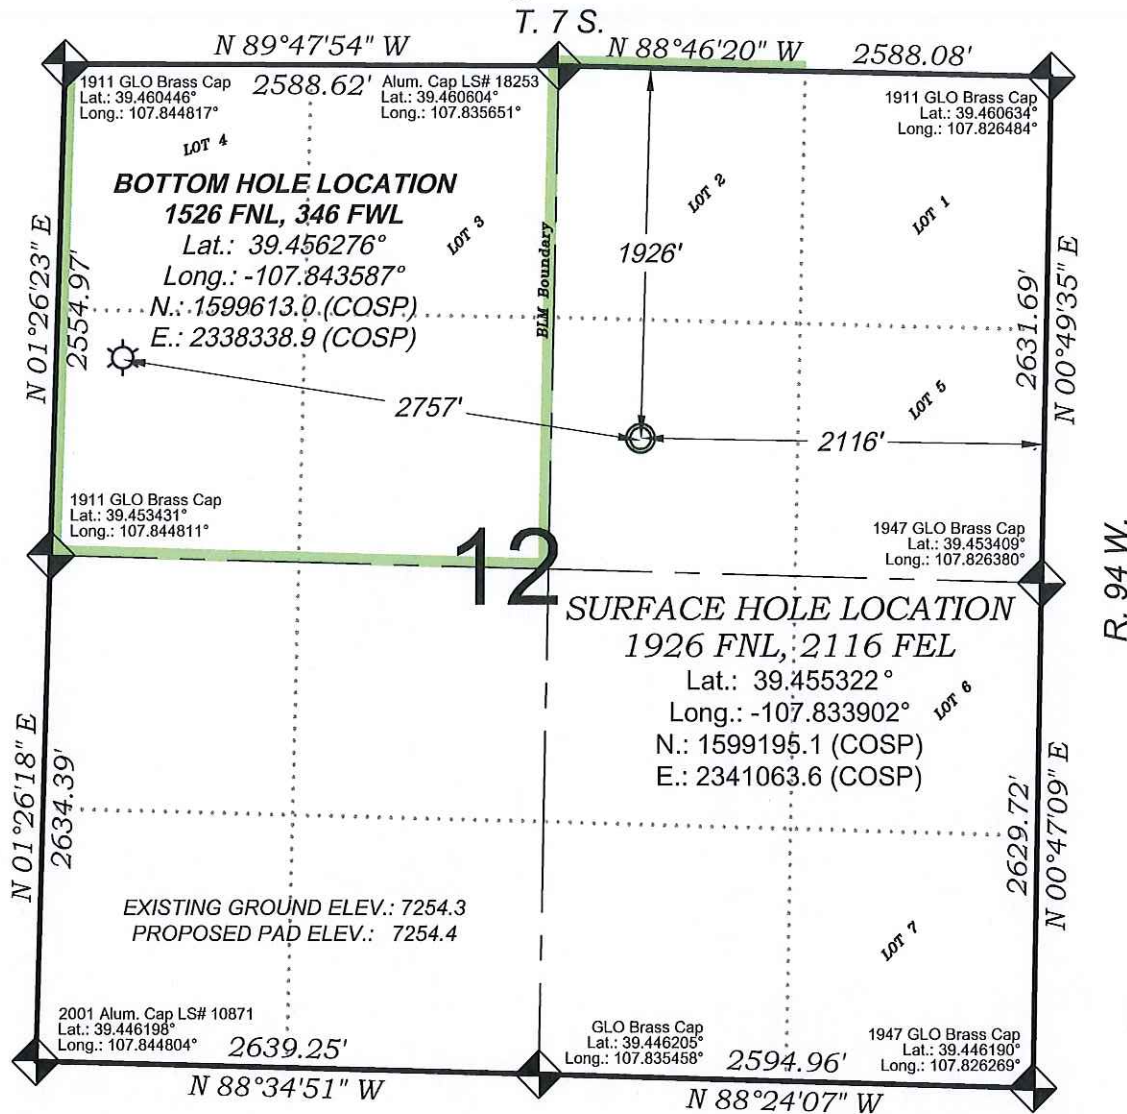 T. 7 S.
N 89°47'54" W
N 88°46'20" W
2588.08'
1911 GLO Brass Cap
Lat.: 39.460446°
Long.: 107.844817°
2588.62'
Alum. Cap LS# 18253
Lat.: 39.460604°
Long.: 107.835651°
1911 GLO Brass Cap
Lat.: 39.460634°
Long.: 107.826484°
LOT 4
BOTTOM HOLE LOCATION
1526 FNL, 346 FWL
Lat.: 39.456276°
Long.: -107.843587°
N.: 1599613.0 (COSP)
E.: 2338338.9 (COSP)
LOT 3
LOT 2
LOT 1
BLM Boundary
1926'
N 01°26'23" E
2554.97'
2631.69'
N 00°49'35" E
2757'
LOT 5
2116'
1911 GLO Brass Cap
Lat.: 39.453431°
Long.: 107.844811°
1947 GLO Brass Cap
Lat.: 39.453409°
Long.: 107.826380°
12
R. 94 W.
SURFACE HOLE LOCATION
1926 FNL, 2116 FEL
Lat.: 39.455322°
Long.: -107.833902°
N.: 1599195.1 (COSP)
E.: 2341063.6 (COSP)
LOT 6
N 01°26'18" E
2634.39'
2629.72'
N 00°47'09" E
EXISTING GROUND ELEV.: 7254.3
PROPOSED PAD ELEV.: 7254.4
LOT 7
2001 Alum. Cap LS# 10871
Lat.: 39.446198°
Long.: 107.844804°
2639.25'
N 88°34'51" W
GLO Brass Cap
Lat.: 39.446205°
Long.: 107.835458°
2594.96'
1947 GLO Brass Cap
Lat.: 39.446190°
Long.: 107.826269°
N 88°24'07" W